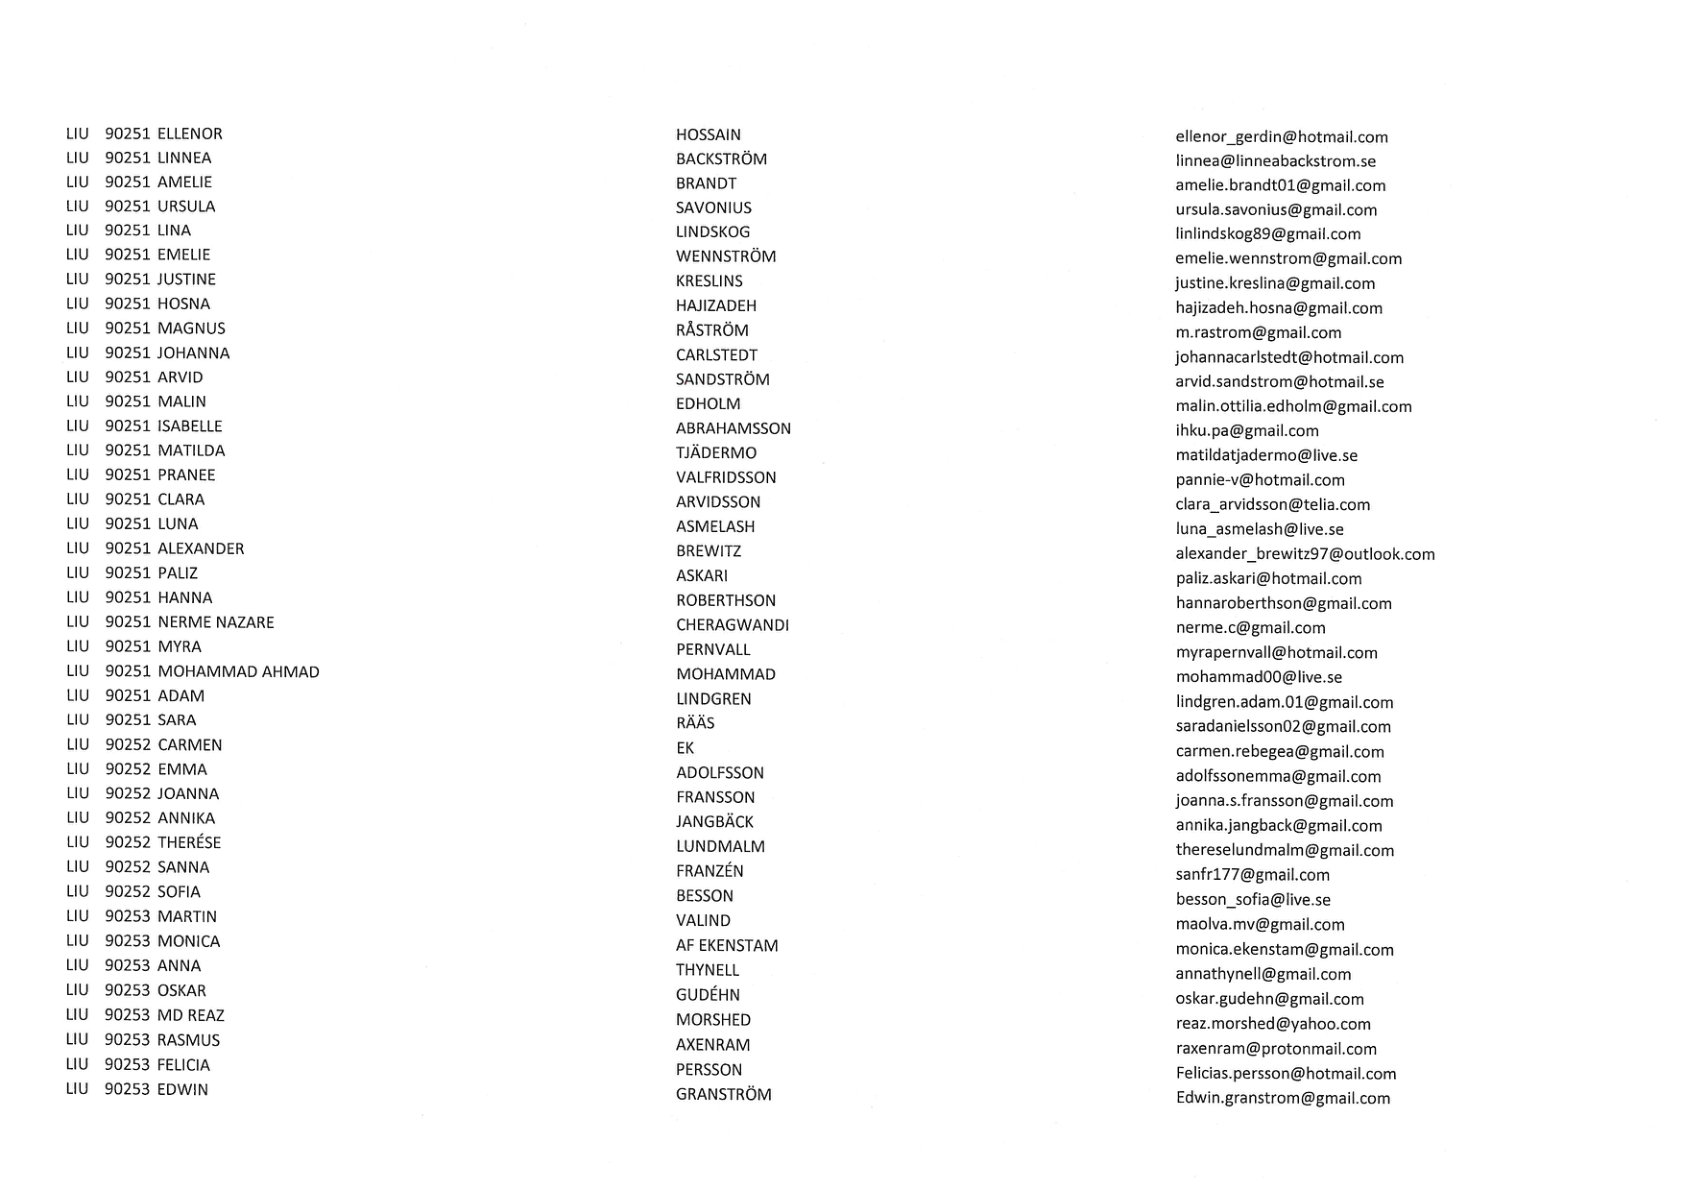 LIU 90251 ELLENOR HOSSAIN ellenor_gerdin@hotmail.com
LIU 90251 LINNEA BACKSTRÖM linnea@linneabackstrom.se
LIU 90251 AMELIE BRANDT amelie.brandt01@gmail.com
LIU 90251 URSULA SAVONIUS ursula.savonius@gmail.com
LIU 90251 LINA LINDSKOG linlindskog89@gmail.com
LIU 90251 EMELIE WENNSTRÖM emelie.wennstrom@gmail.com
LIU 90251 JUSTINE KRESLINS justine.kreslina@gmail.com
LIU 90251 HOSNA HAJIZADEH hajizadeh.hosna@gmail.com
LIU 90251 MAGNUS RÅSTRÖM m.rastrom@gmail.com
LIU 90251 JOHANNA CARLSTEDT johannacarlstedt@hotmail.com
LIU 90251 ARVID SANDSTRÖM arvid.sandstrom@hotmail.se
LIU 90251 MALIN EDHOLM malin.ottilia.edholm@gmail.com
LIU 90251 ISABELLE ABRAHAMSSON ihku.pa@gmail.com
LIU 90251 MATILDA TJÄDERMO matildatjadermo@live.se
LIU 90251 PRANEE VALFRIDSSON pannie-v@hotmail.com
LIU 90251 CLARA ARVIDSSON clara_arvidsson@telia.com
LIU 90251 LUNA ASMELASH luna_asmelash@live.se
LIU 90251 ALEXANDER BREWITZ alexander_brewitz97@outlook.com
LIU 90251 PALIZ ASKARI paliz.askari@hotmail.com
LIU 90251 HANNA ROBERTHSON hannaroberthson@gmail.com
LIU 90251 NERME NAZARE CHERAGWANDI nerme.c@gmail.com
LIU 90251 MYRA PERNVALL myrapernvall@hotmail.com
LIU 90251 MOHAMMAD AHMAD MOHAMMAD mohammad00@live.se
LIU 90251 ADAM LINDGREN lindgren.adam.01@gmail.com
LIU 90251 SARA RÄÄS saradanielsson02@gmail.com
LIU 90252 CARMEN EK carmen.rebegea@gmail.com
LIU 90252 EMMA ADOLFSSON adolfssonemma@gmail.com
LIU 90252 JOANNA FRANSSON joanna.s.fransson@gmail.com
LIU 90252 ANNIKA JANGBÄCK annika.jangback@gmail.com
LIU 90252 THERÉSE LUNDMALM thereselundmalm@gmail.com
LIU 90252 SANNA FRANZÉN sanfr177@gmail.com
LIU 90252 SOFIA BESSON besson_sofia@live.se
LIU 90253 MARTIN VALIND maolva.mv@gmail.com
LIU 90253 MONICA AF EKENSTAM monica.ekenstam@gmail.com
LIU 90253 ANNA THYNELL annathynell@gmail.com
LIU 90253 OSKAR GUDÉHN oskar.gudehn@gmail.com
LIU 90253 MD REAZ MORSHED reaz.morshed@yahoo.com
LIU 90253 RASMUS AXENRAM raxenram@protonmail.com
LIU 90253 FELICIA PERSSON Felicias.persson@hotmail.com
LIU 90253 EDWIN GRANSTRÖM Edwin.granstrom@gmail.com